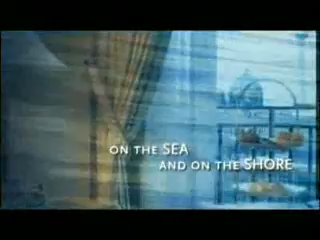 ON THE SEA
AND ON THE SHORE